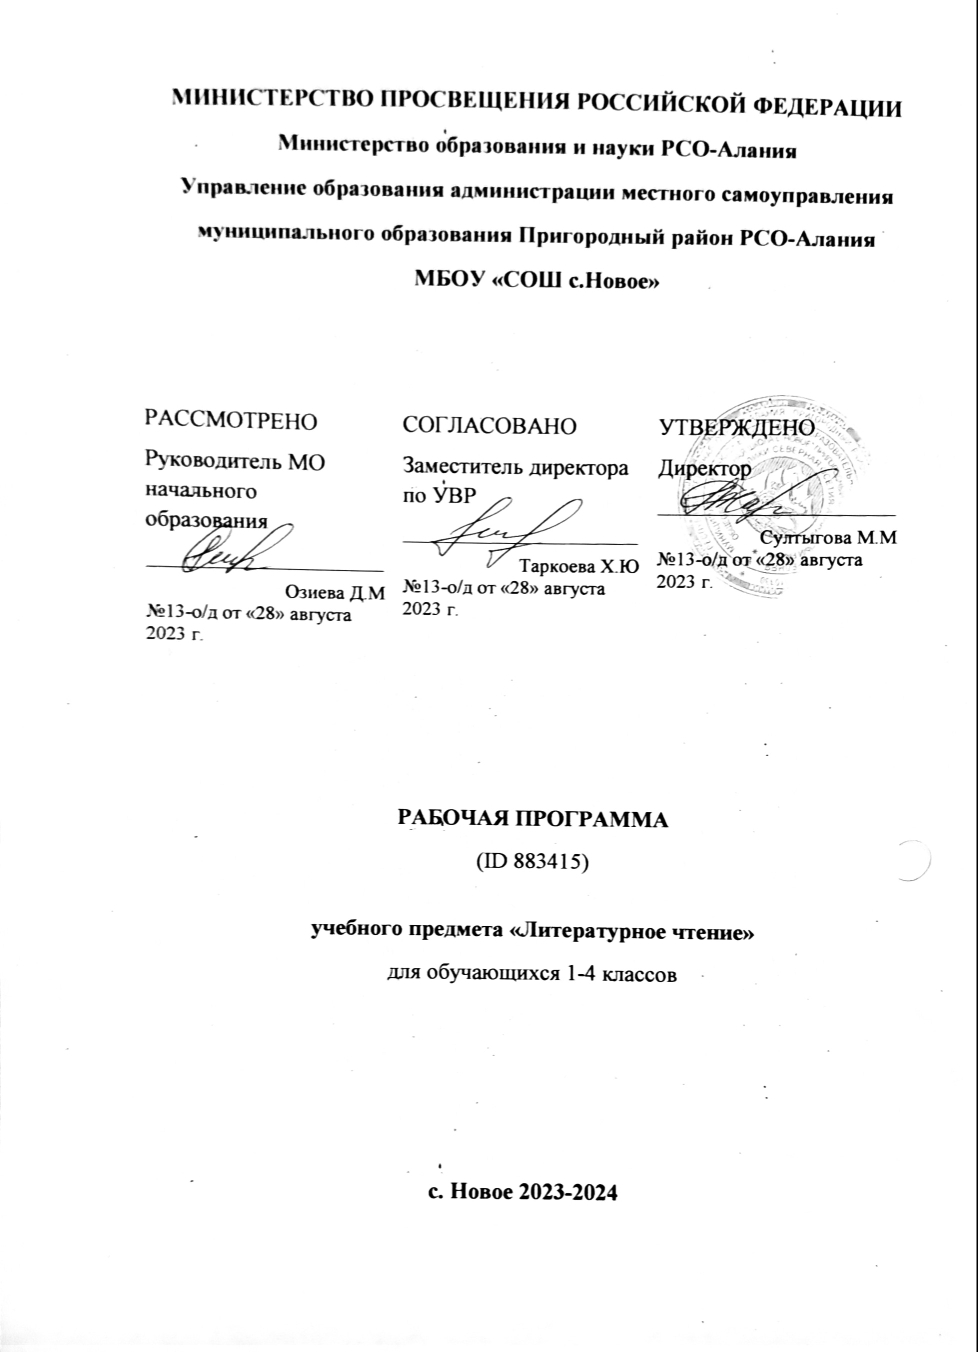 МИНИСТЕРСТВО ПРОСВЕЩЕНИЯ РОССИЙСКОЙ ФЕДЕРАЦИИ
Министерство образования и науки РСО-Алания
Управление образования администрации местного самоуправления
муниципального образования Пригородный район РСО-Алания
МБОУ «СОШ с.Новое»
РАССМОТРЕНО
Руководитель МО
начального
образования
Озиева Д.М
№13-о/д от «28» августа
2023 г.
СОГЛАСОВАНО
Заместитель директора
по УВР
Таркоева Х.Ю
№13-о/д от «28» августа
2023 г.
УТВЕРЖДЕНО
Директор
Султыгова М.М
№13-о/д от «28» августа
2023 г.
РАБОЧАЯ ПРОГРАММА
(ID 883415)
учебного предмета «Литературное чтение»
для обучающихся 1-4 классов
с. Новое 2023-2024